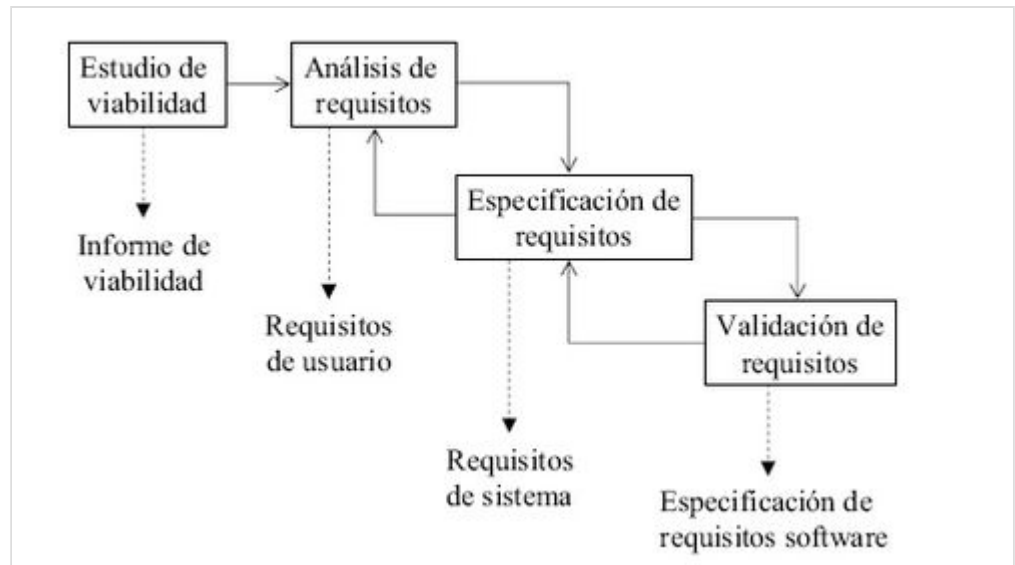 Estudio de
viabilidad
Análisis de
requisitos
Especificación de
requisitos
Informe de
viabilidad
Validación de
requisitos
Requisitos
de usuario
Requisitos
de sistema
Especificación de
requisitos software